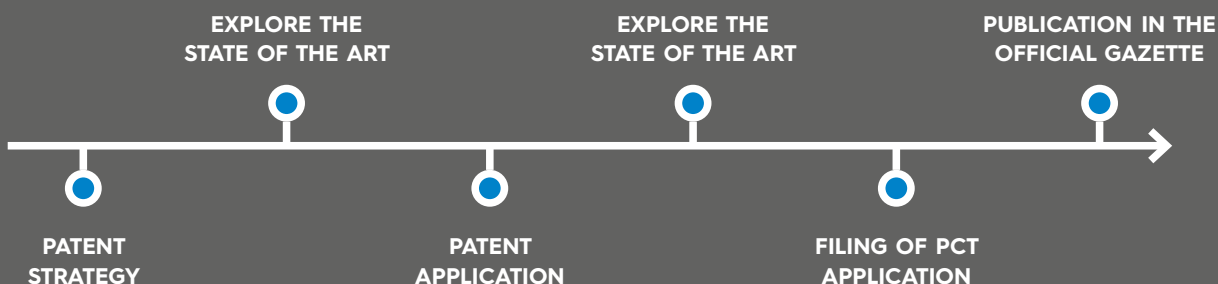 EXPLORE THE
STATE OF THE ART
EXPLORE THE
STATE OF THE ART
PUBLICATION IN THE
OFFICIAL GAZETTE
PATENT
STRATEGY
PATENT
APPLICATION
FILING OF PCT
APPLICATION